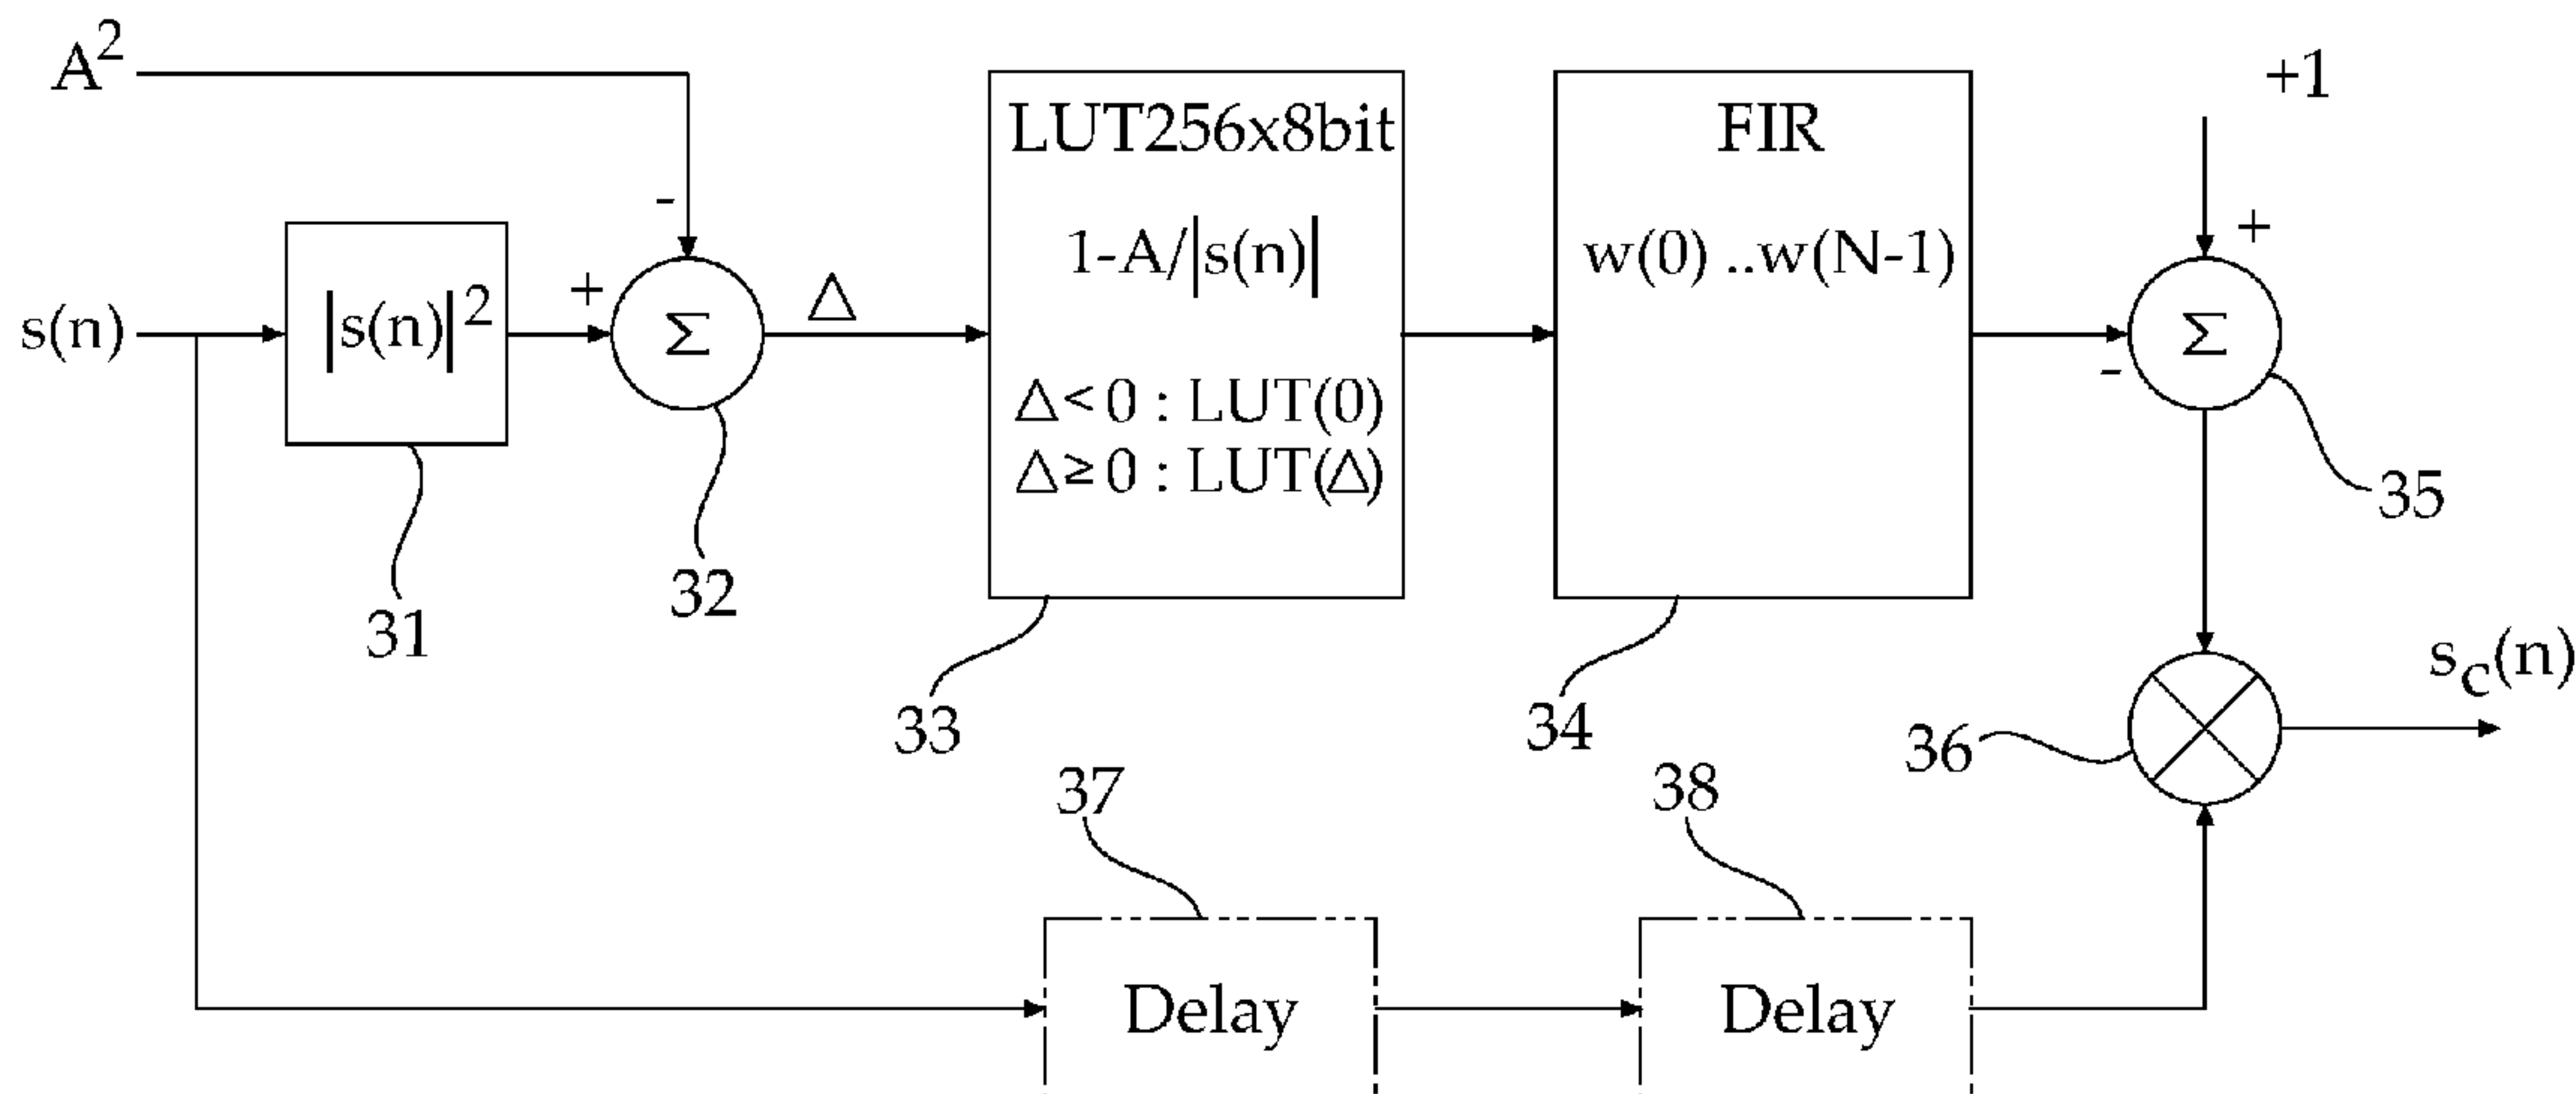 A²
+1
-
LUT256x8bit
1-A/|s(n)|
Δ<0 : LUT(0)
Δ≥0 : LUT(Δ)
FIR
w(0) ..w(N-1)
+
s(n)
|s(n)|²
+
Σ
Δ
-
Σ
31
32
33
34
35
36
s_c(n)
37
38
Delay
Delay